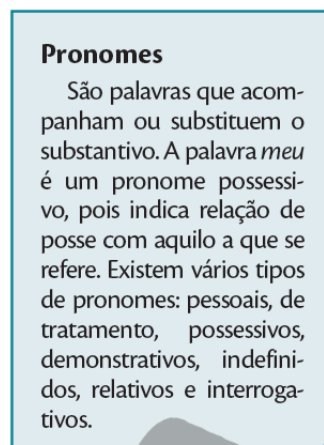 Pronomes
São palavras que acom-
panham ou substituem o
substantivo. A palavra meu
é um pronome possessi-
vo, pois indica relação de
posse com aquilo a que se
refere. Existem vários tipos
de pronomes: pessoais, de
tratamento, possessivos,
demonstrativos, indefini-
dos, relativos e interroga-
tivos.